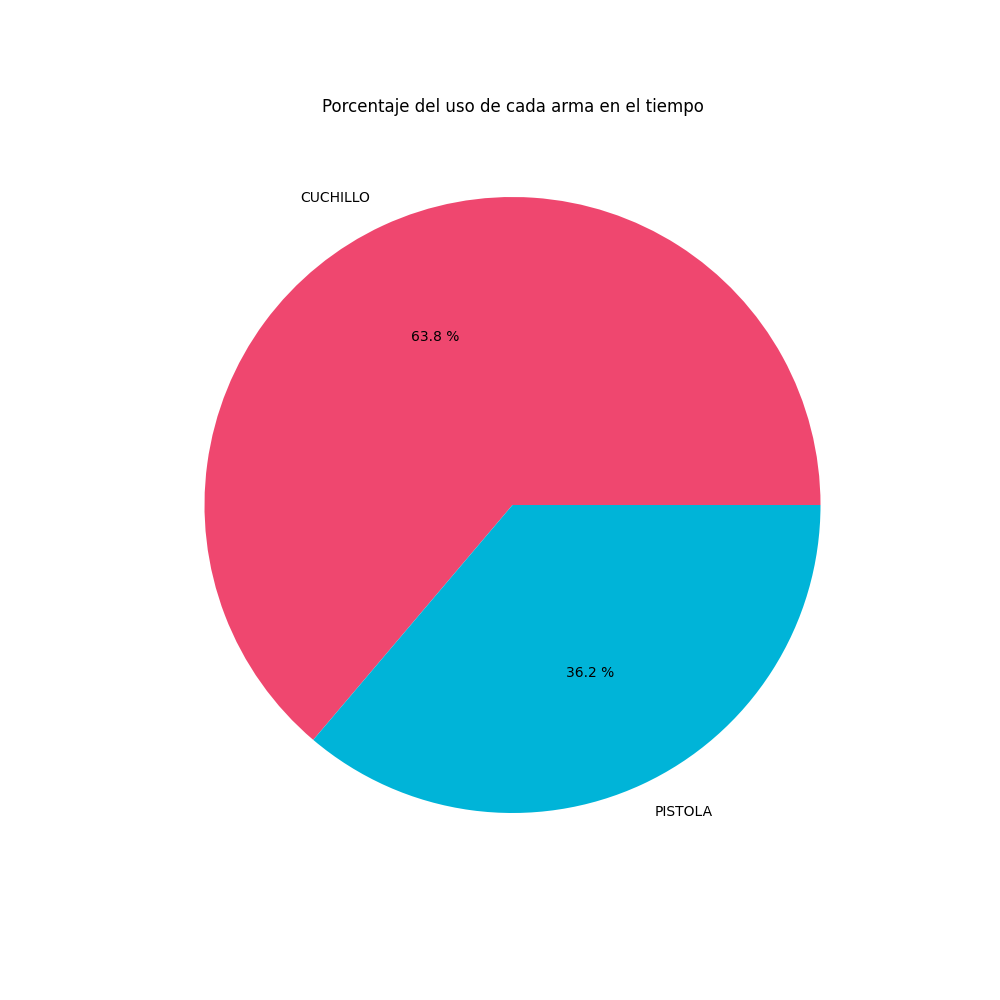 Porcentaje del uso de cada arma en el tiempo
CUCHILLO
63.8 %
36.2 %
PISTOLA